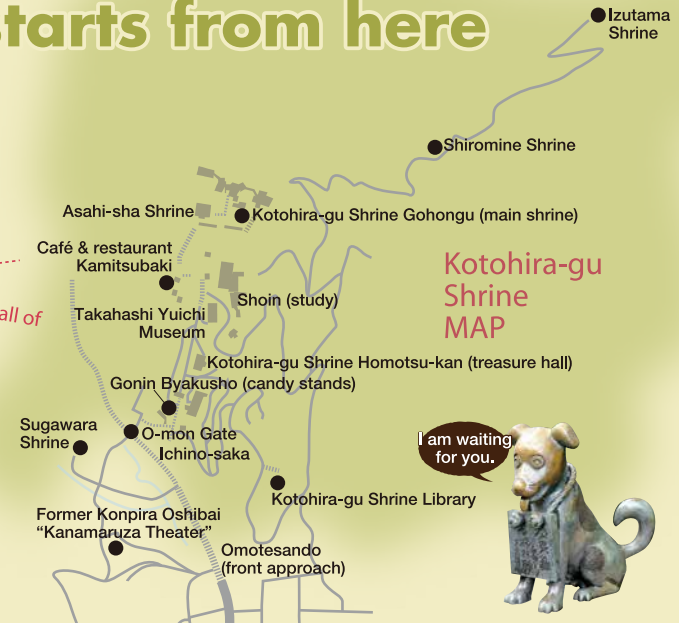 starts from here
Izutama
Shrine
Shiromine Shrine
Asahi-sha Shrine
Kotohira-gu Shrine Gohongu (main shrine)
Café & restaurant
Kamitsubaki
Kotohira-gu
Shrine
MAP
Shoin (study)
all of
Takahashi Yuichi
Museum
Kotohira-gu Shrine Homotsu-kan (treasure hall)
Gonin Byakusho (candy stands)
Sugawara
Shrine
O-mon Gate
Ichino-saka
I am waiting
for you.
Kotohira-gu Shrine Library
Former Konpira Oshibai
“Kanamaruza Theater”
Omotesando
(front approach)